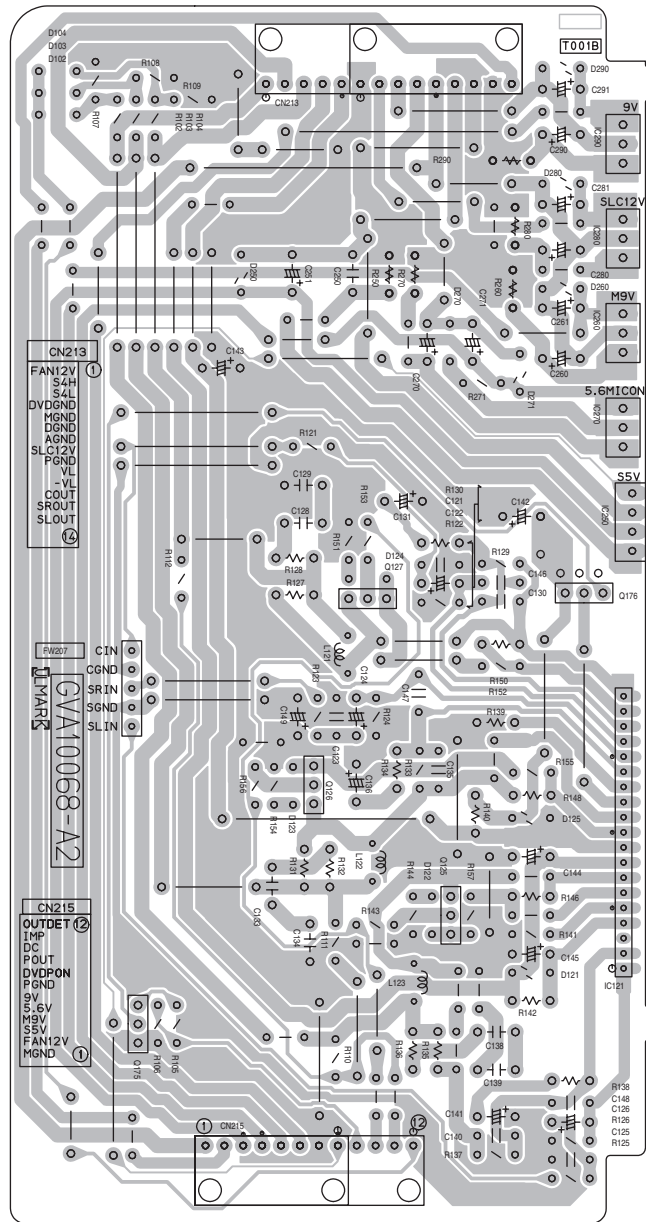 D104
D103
D102
R108
R109
R107
R102
R103
R104
CN213
T001B
D290
C291
9V
IC290
C290
R290
D280
C281
SLC12V
R280
IC280
C280
D250
C251
C250
R250
R270
D270
C271
R260
D260
C261
M9V
IC260
C260
C143
C270
R271
D271
5.6MICON
IC270
CN213
FAN12V ①
S4H
S4L
DVDGND
MGND
DGND
AGND
SLC12V
PGND
VL
-VL
COUT
SROUT
SLOUT
⑭
R121
C129
C128
R153
R151
C131
R130
C121
C122
R122
C142
S5V
IC250
R112
R128
R127
D124
Q127
R129
C146
C130
Q176
FW207
CIN
CGND
SRIN
SGND
SLIN
GVA10068-A2
L121
R123
C124
C147
R150
R152
R139
C149
R124
C123
R134
R133
C135
R155
R156
Q126
C136
R148
R140
D125
R154
D123
R131
R132
L122
R144
D122
Q125
R157
C144
R146
C133
C134
R111
R143
R141
C145
D121
IC121
L123
R142
CN215
OUTDET ⑫
IMP
DC
POUT
DVDPON
PGND
9V
5.6V
M9V
S5V
FAN12V
MGND ①
Q175
R106
R105
R110
R136
R135
C138
C139
R138
C148
C126
R126
C125
R125
C141
C140
R137
①
CN215
⑫